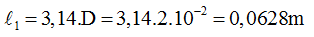 ℓ₁ = 3,14.D = 3,14.2.10⁻² = 0,0628m